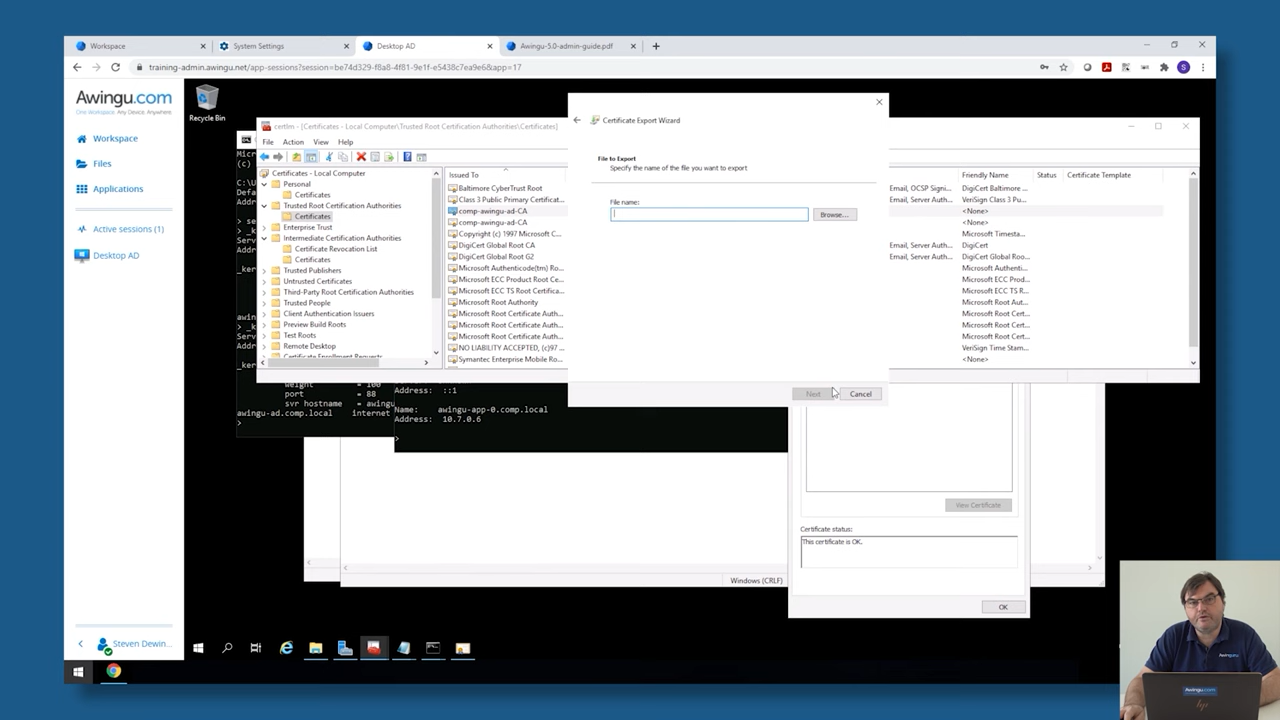 Workspace
System Settings
Desktop AD
Awingu-5.0-admin-guide.pdf
training-admin.awingu.net/app-sessions?session=be74d329-f8a8-4f81-9e1f-e5438c7ea9e6&app=17
S
Awingu.com
One Workspace. Any Device. Anywhere.
Workspace
Files
Applications
Active sessions (1)
Desktop AD
Steven Dewin...
Recycle Bin
certlm - [Certificates - Local Computer\Trusted Root Certification Authorities\Certificates]
File Action View Help
Certificates - Local Computer
Personal
Certificates
Trusted Root Certification Authorities
Certificates
Enterprise Trust
Intermediate Certification Authorities
Certificate Revocation List
Certificates
Trusted Publishers
Untrusted Certificates
Third-Party Root Certification Authorities
Trusted People
Client Authentication Issuers
Preview Build Roots
Test Roots
Remote Desktop
Certificate Enrollment Requests
Issued To
Baltimore CyberTrust Root
Class 3 Public Primary Certificat...
comp-awingu-ad-CA
comp-awingu-ad-CA
Copyright (c) 1997 Microsoft C...
DigiCert Global Root CA
DigiCert Global Root G2
Microsoft Authenticode(tm) Ro...
Microsoft ECC Product Root Ce...
Microsoft ECC TS Root Certifica...
Microsoft Root Authority
Microsoft Root Certificate Auth...
Microsoft Root Certificate Auth...
Microsoft Root Certificate Auth...
NO LIABILITY ACCEPTED, (c)97 ...
Symantec Enterprise Mobile Ro...
Certificate Export Wizard
File to Export
Specify the name of the file you want to export
File name:
Browse...
Next
Cancel
Friendly Name Status Certificate Template
Email, OCSP Signi... DigiCert Baltimore ...
Email, Server Auth... VeriSign Class 3 Pu...
<None>
<None>
Microsoft Timesta...
Email, Server Auth... DigiCert
Email, Server Auth... DigiCert Global Roo...
Microsoft Authenti...
Microsoft ECC Prod...
Microsoft ECC TS R...
Microsoft Root Aut...
Microsoft Root Cert...
Microsoft Root Cert...
Microsoft Root Cert...
VeriSign Time Stam...
<None>
weight = 100
port = 88
svr hostname = awingu
awingu-ad.comp.local internet
>
Address: ::1
Name: awingu-app-0.comp.local
Address: 10.7.0.6
>
Windows (CRLF)
View Certificate
Certificate status:
This certificate is OK.
OK
Awingu
Awingu.com